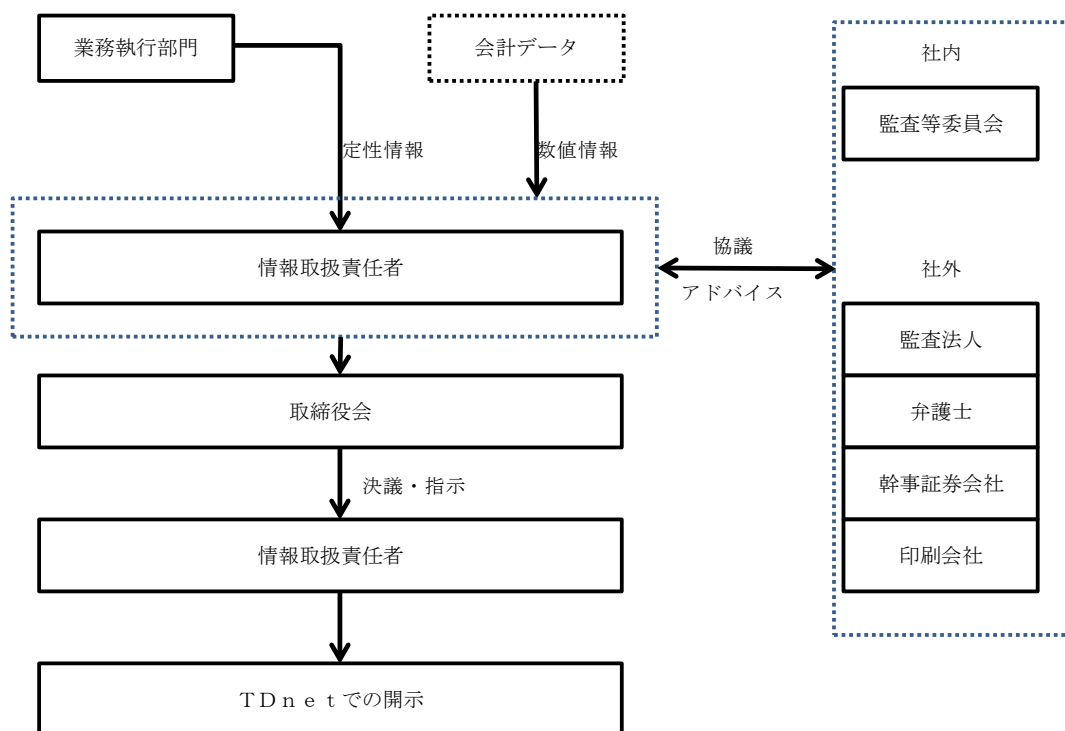 業務執行部門
会計データ
定性情報
数値情報
情報取扱責任者
取締役会
決議・指示
情報取扱責任者
ＴＤｎｅｔでの開示
協議
アドバイス
社内
監査等委員会
社外
監査法人
弁護士
幹事証券会社
印刷会社